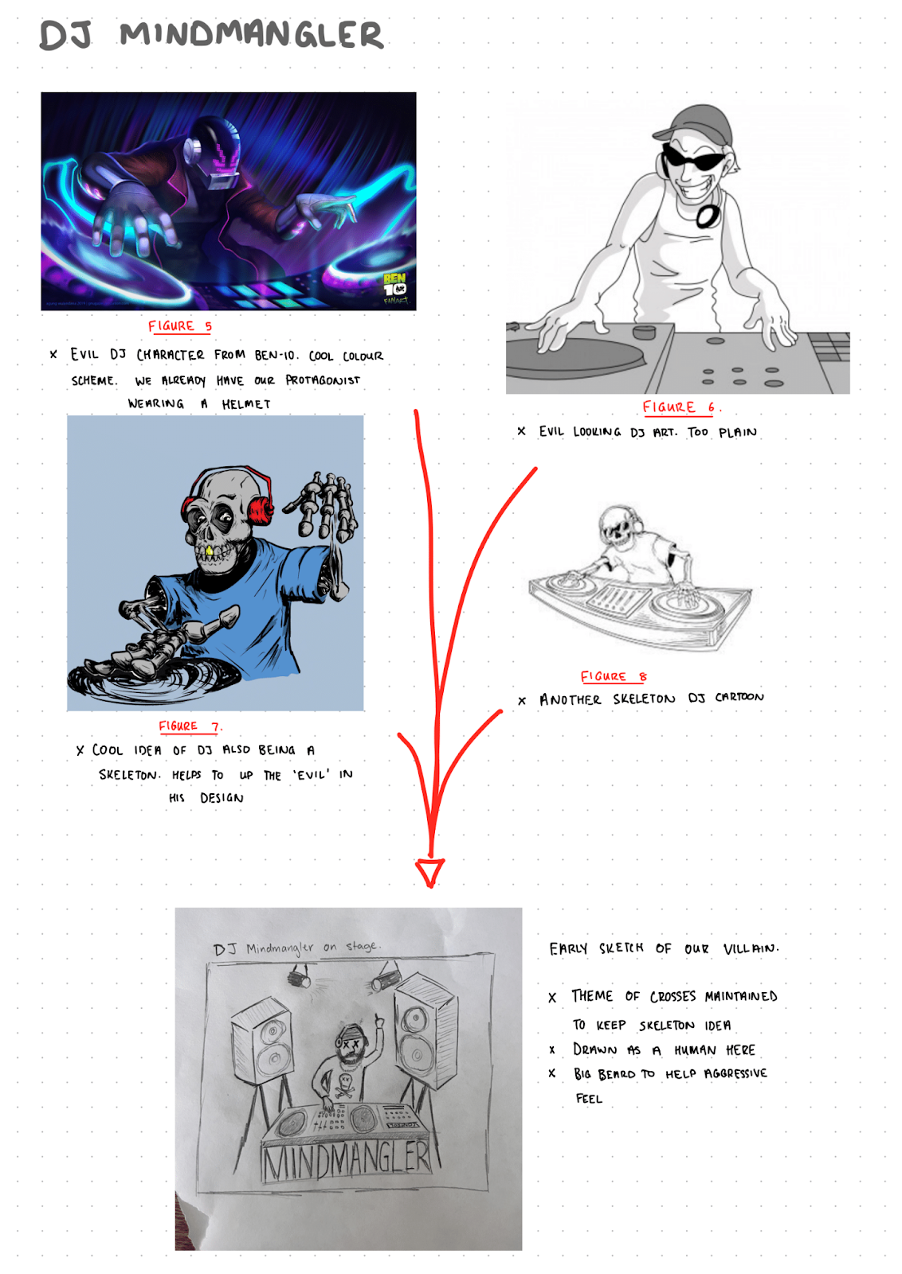 DJ MINDMANGLER
BEN
10
FIGURE 5
x EVIL DJ CHARACTER FROM BEN-10. COOL COLOUR
SCHEME. WE ALREADY HAVE OUR PROTAGONIST
WEARING A HELMET
FIGURE 6.
x EVIL LOOKING DJ ART. TOO PLAIN
FIGURE 7.
x COOL IDEA OF DJ ALSO BEING A
SKELETON. HELPS TO UP THE 'EVIL' IN
HIS DESIGN
FIGURE 8
x ANOTHER SKELETON DJ CARTOON
DJ Mindmangler on stage.
MINDMANGLER
EARLY SKETCH OF OUR VILLAIN.
x THEME OF CROSSES MAINTAINED
TO KEEP SKELETON IDEA
x DRAWN AS A HUMAN HERE
x BIG BEARD TO HELP AGGRESSIVE
FEEL